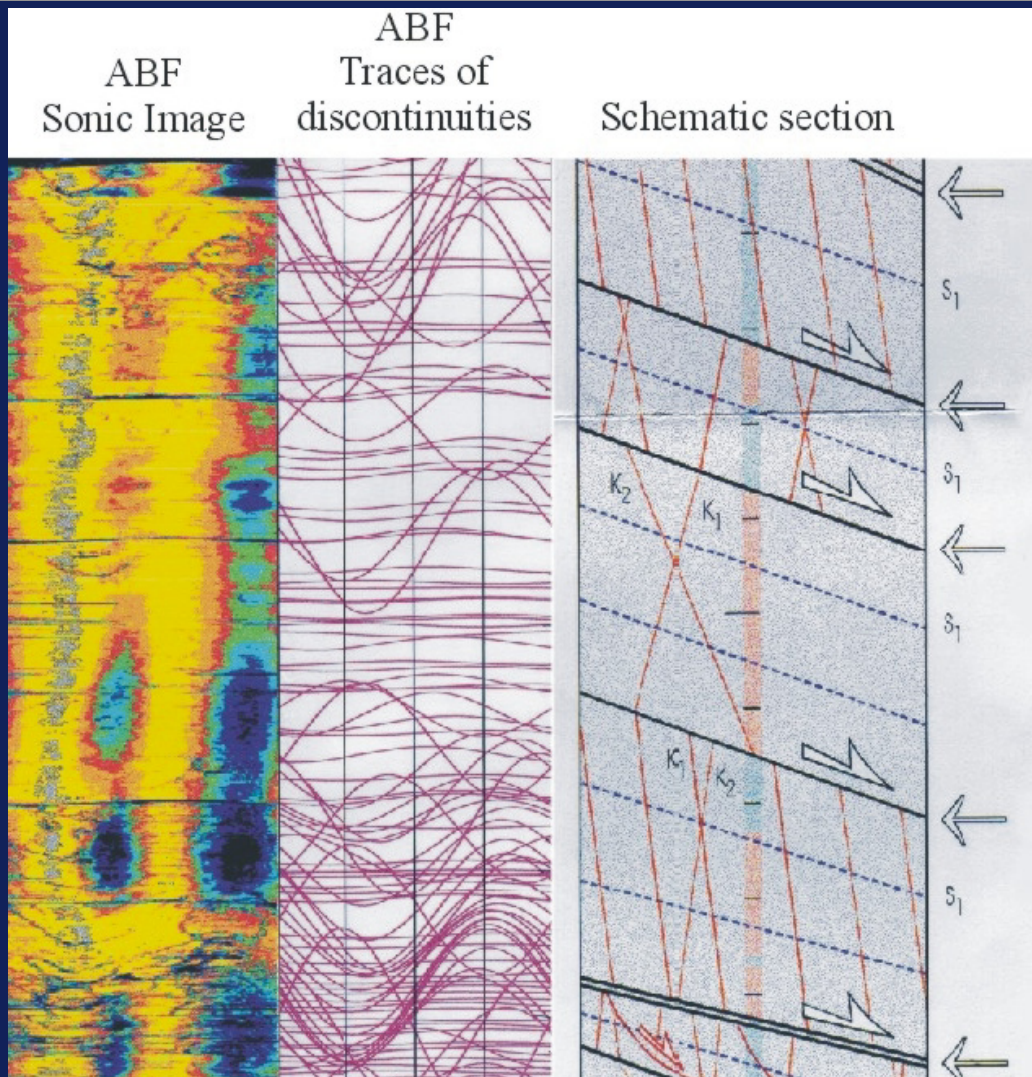 ABF
Sonic Image
ABF
Traces of
discontinuities
Schematic section
S1
S1
K2
K1
S1
K1
K2
S1